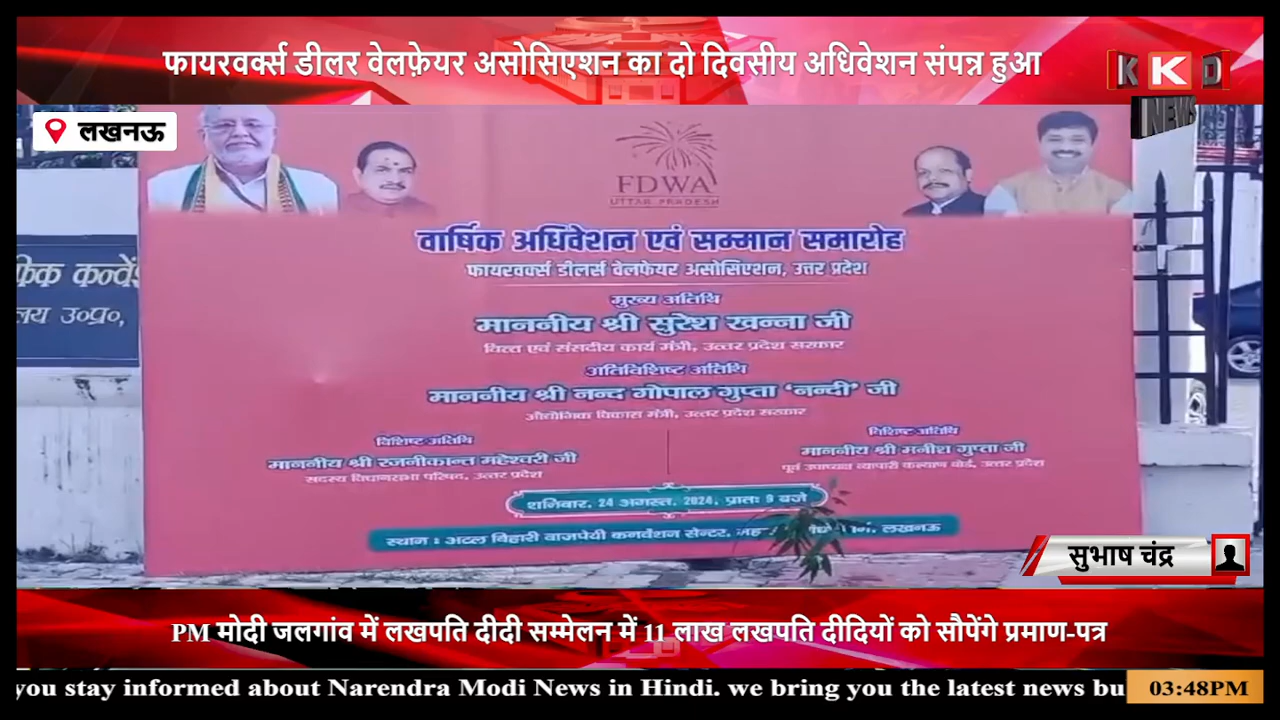 फायरवर्क्स डीलर वेलफ़ेयर असोसिएशन का दो दिवसीय अधिवेशन संपन्न हुआ
KKD
NEWS
लखनऊ
FDWA
UTTAR PRADESH
वार्षिक अधिवेशन एवं सम्मान समारोह
फायरवर्क्स डीलर्स वेलफेयर असोसिएशन, उत्तर प्रदेश
मुख्य अतिथि
माननीय श्री सुरेश खन्ना जी
वित्त एवं संसदीय कार्य मंत्री, उत्तर प्रदेश सरकार
अतिविशिष्ट अतिथि
माननीय श्री नन्द गोपाल गुप्ता ‘नन्दी’ जी
औद्योगिक विकास मंत्री, उत्तर प्रदेश सरकार
विशिष्ट अतिथि
माननीय श्री रजनीकान्त महेश्वरी जी
सदस्य विधानसभा परिषद, उत्तर प्रदेश
विशिष्ट अतिथि
माननीय श्री मनीश गुप्ता जी
पूर्व उपाध्यक्ष व्यापारी कल्याण बोर्ड, उत्तर प्रदेश
शनिवार, 24 अगस्त, 2024, प्रातः 9 बजे
स्थान : अटल बिहारी वाजपेयी कनवेंशन सेन्टर, लखनऊ
उ०प्र०,
सुभाष चंद्र
PM मोदी जलगांव में लखपति दीदी सम्मेलन में 11 लाख लखपति दीदियों को सौपेंगे प्रमाण-पत्र
you stay informed about Narendra Modi News in Hindi. we bring you the latest news bu
03:48PM